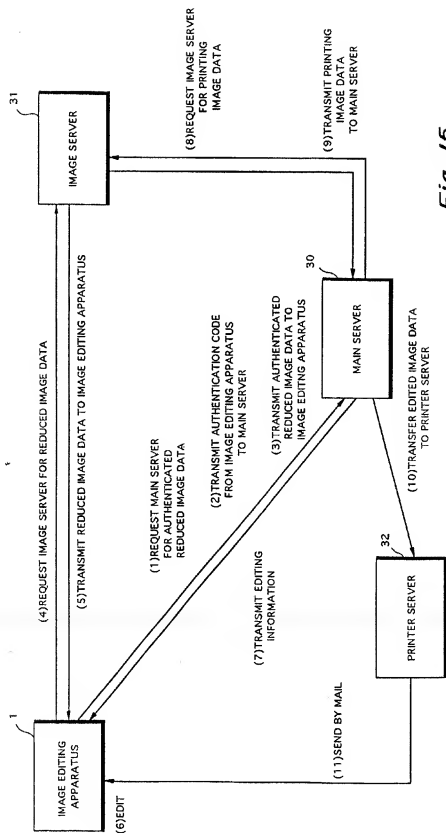 31
IMAGE SERVER
(8)REQUEST IMAGE SERVER
FOR PRINTING
IMAGE DATA
(9)TRANSMIT PRINTING
IMAGE DATA
TO MAIN SERVER
(4)REQUEST IMAGE SERVER FOR REDUCED IMAGE DATA
(5)TRANSMIT REDUCED IMAGE DATA TO IMAGE EDITING APPARATUS
30
MAIN SERVER
(1)REQUEST MAIN SERVER
FOR AUTHENTICATED
REDUCED IMAGE DATA
(2)TRANSMIT AUTHENTICATION CODE
FROM IMAGE EDITING APPARATUS
TO MAIN SERVER
(3)TRANSMIT AUTHENTICATED
REDUCED IMAGE DATA TO
IMAGE EDITING APPARATUS
(7)TRANSMIT EDITING
INFORMATION
(10)TRANSFER EDITED IMAGE DATA
TO PRINTER SERVER
32
PRINTER SERVER
1
IMAGE EDITING
APPARATUS
(6)EDIT
(11)SEND BY MAIL